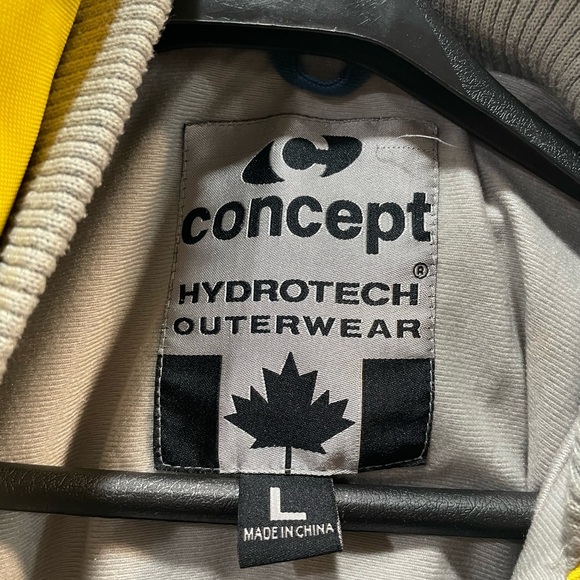 C
concept
®
HYDROTECH
OUTERWEAR
L
MADE IN CHINA